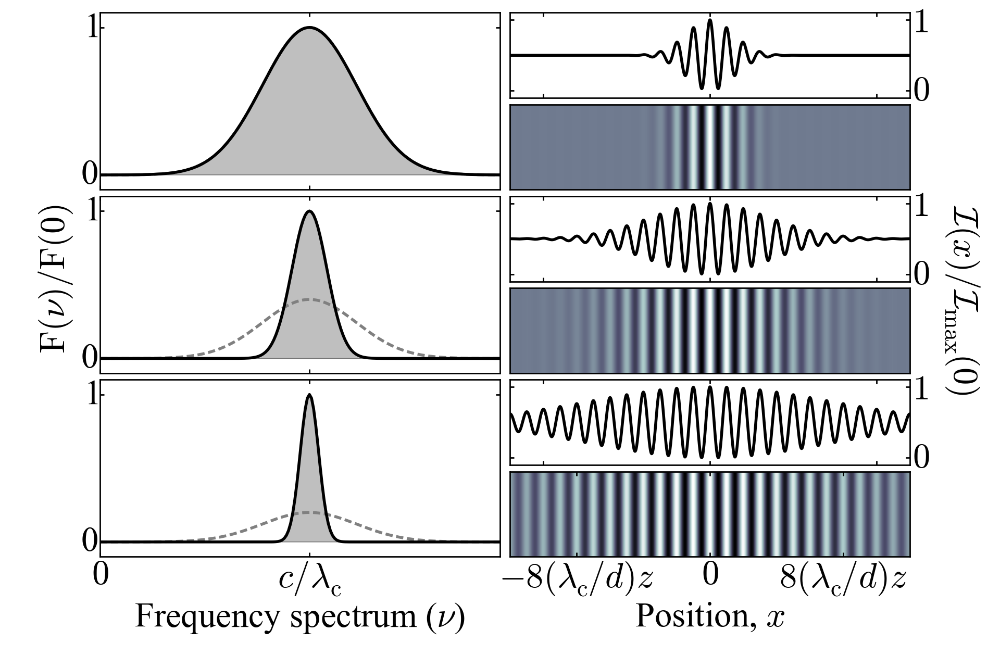 F(ν)/F(0)
1
0
1
0
1
0
1
0
1
0
1
0
ℐ(x)/ℐmax(0)
0
c/λc
−8(λc/d)z
0
8(λc/d)z
Frequency spectrum (ν)
Position, x